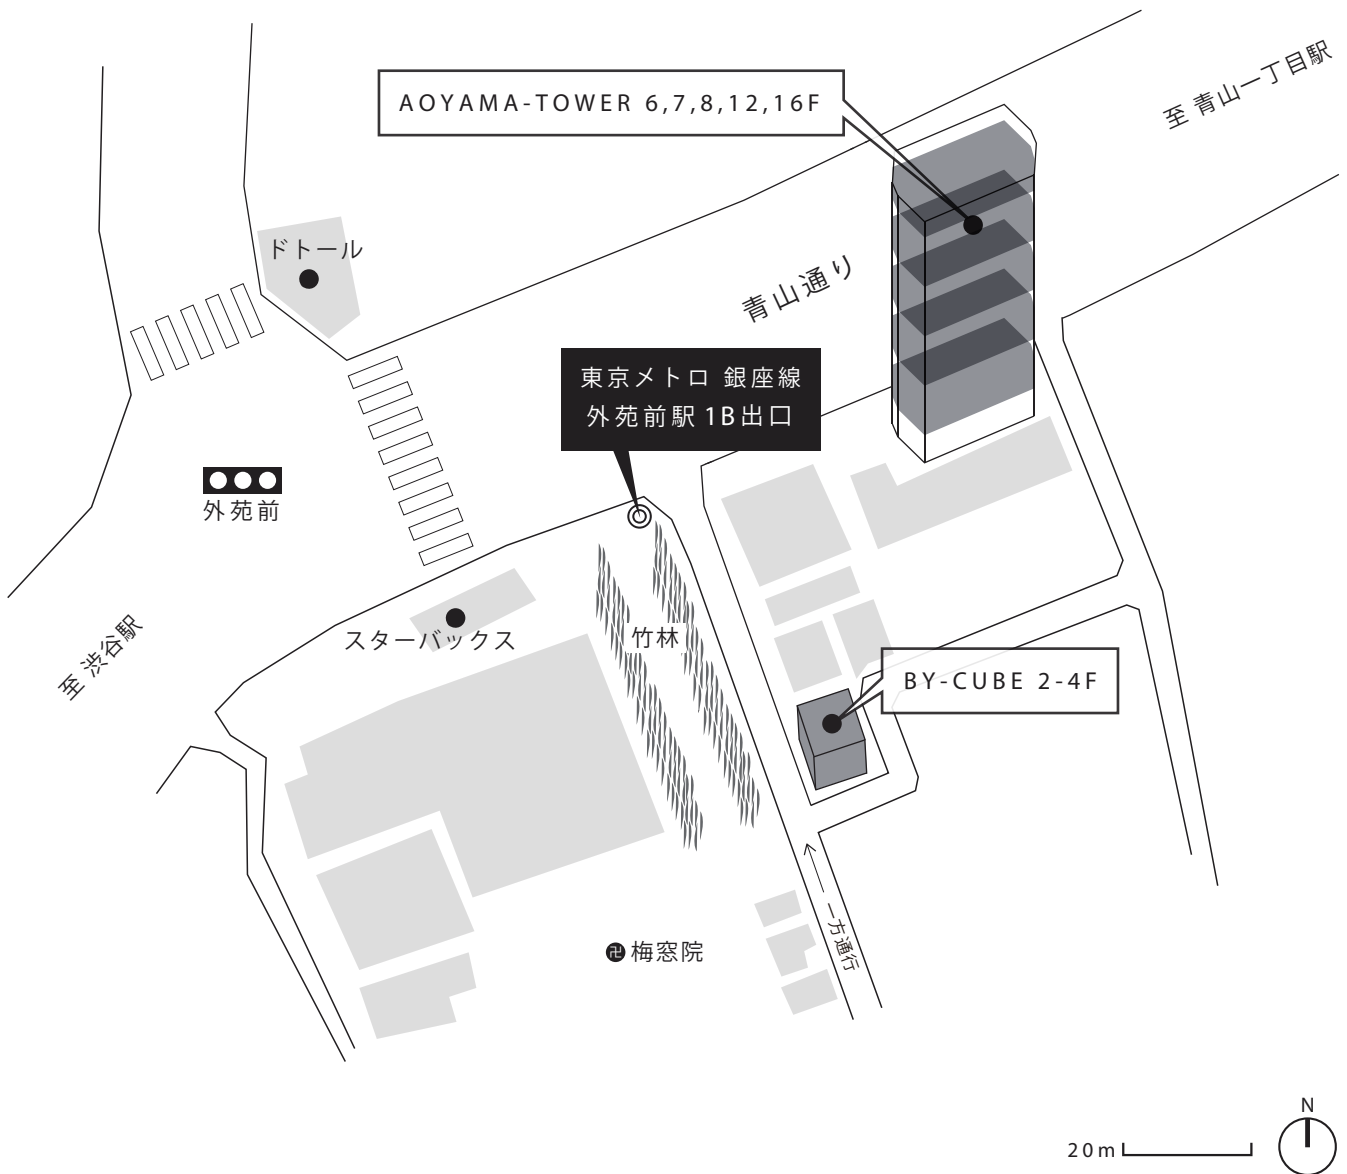 AOYAMA-TOWER 6,7,8,12,16F
至 青山一丁目駅
ドトール
青山通り
東京メトロ 銀座線
外苑前駅 1B出口
外苑前
至 渋谷駅
スターバックス
竹林
BY-CUBE 2-4F
一方通行
卍 梅窓院
N
20m